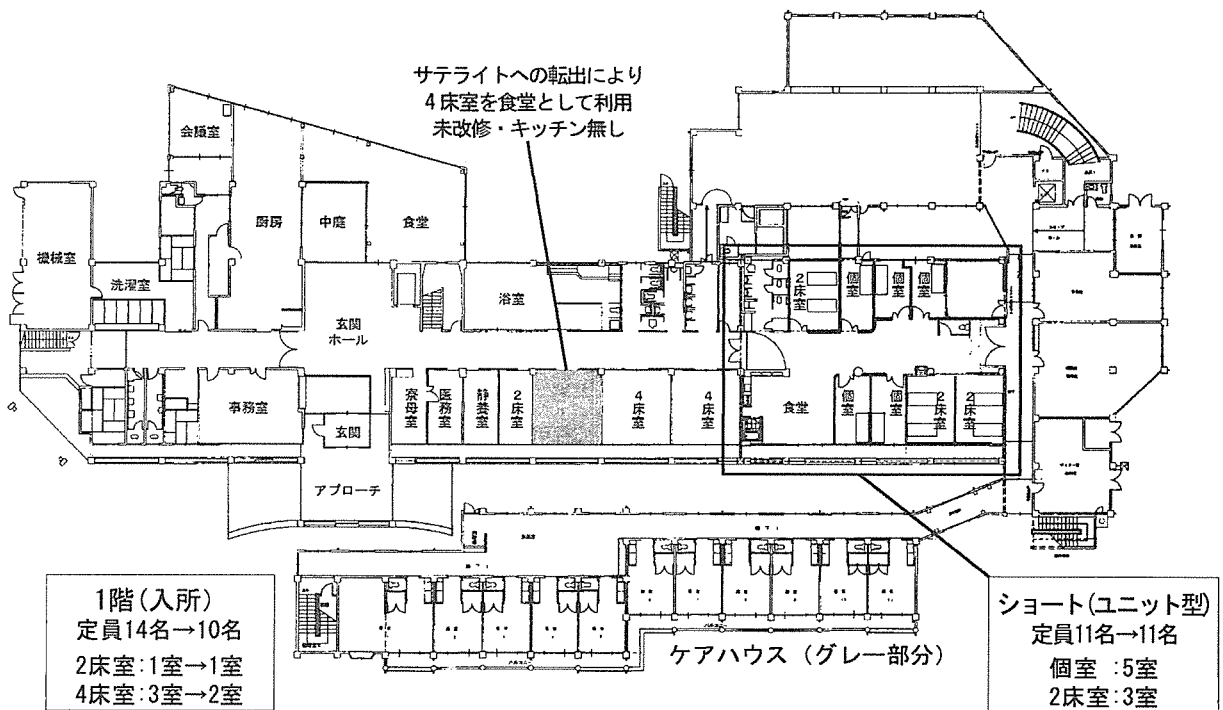 サテライトへの転出により
4床室を食堂として利用
未改修・キッチン無し
会議室
厨房
中庭
食堂
機械室
洗濯室
浴室
2床室
個室
個室
個室
玄関
ホール
事務室
玄関
寮母室
医務室
静養室
2床室
4床室
4床室
食堂
個室
個室
2床室
2床室
アプローチ
1階(入所)
定員14名→10名
2床室:1室→1室
4床室:3室→2室
ケアハウス(グレー部分)
ショート(ユニット型)
定員11名→11名
個室:5室
2床室:3室